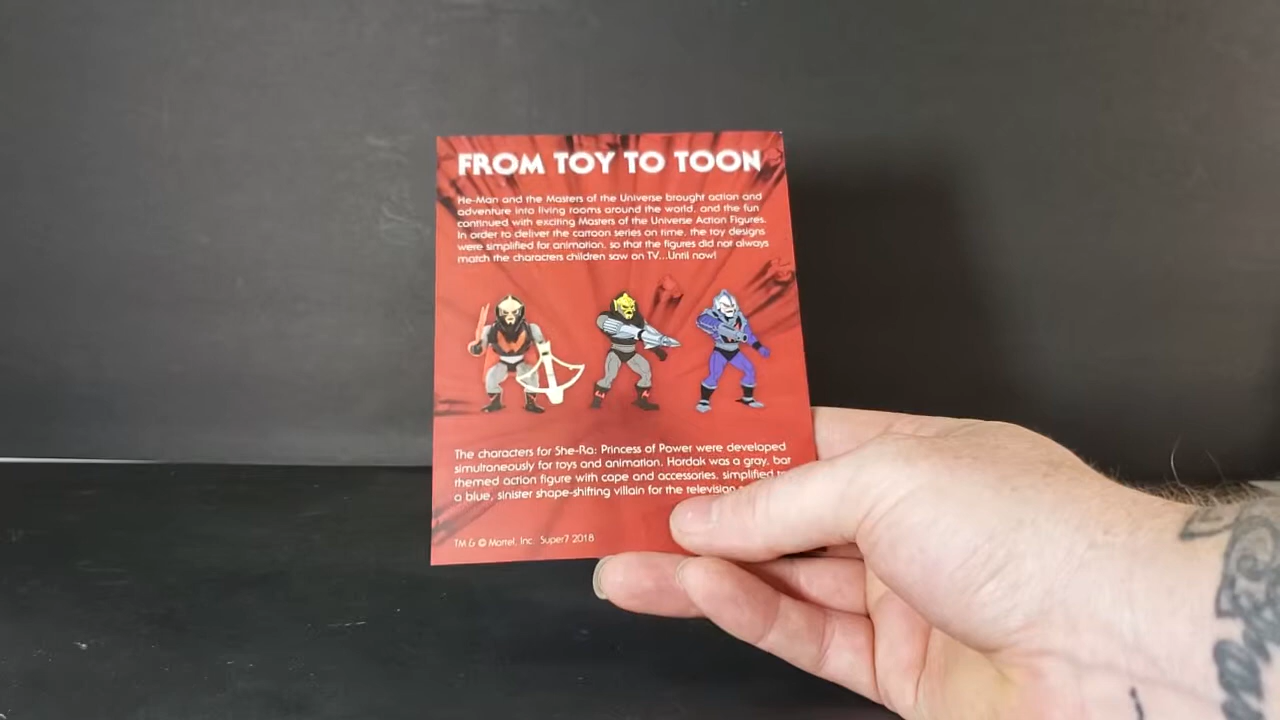 FROM TOY TO TOON
He-Man and the Masters of the Universe brought action and
adventure into living rooms around the world, and the fun
continued with exciting Masters of the Universe Action Figures.
In order to deliver the cartoon series on time, the toy designs
were simplified for animation, so that the figures did not always
match the characters children saw on TV...Until now!
The characters for She-Ra: Princess of Power were developed
simultaneously for toys and animation. Hordak was a gray, bat
themed action figure with cape and accessories, simplified
a blue, sinister shape-shifting villain for the television
TM & © Mattel, Inc. Super7 2018